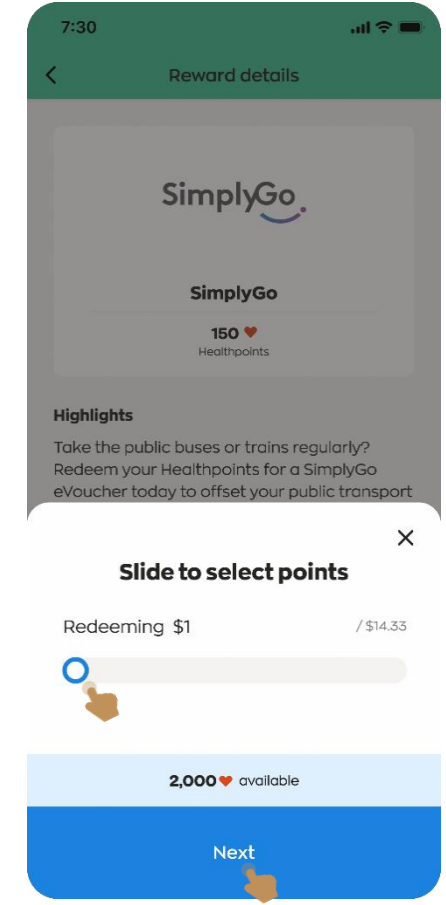 7:30
Reward details
SimplyGo
SimplyGo
150
Healthpoints
Highlights
Take the public buses or trains regularly?
Redeem your Healthpoints for a SimplyGo
eVoucher today to offset your public transport
Slide to select points
Redeeming $1 / $14.33
2,000 available
Next